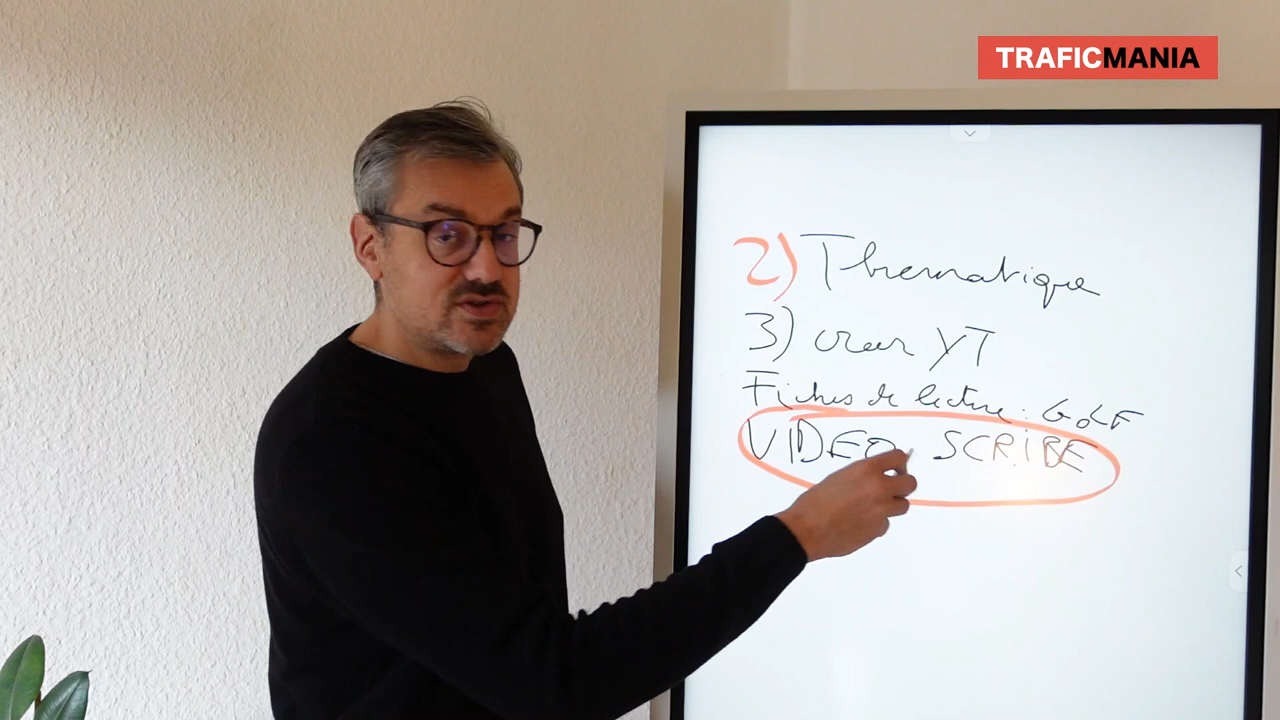 TRAFICMANIA
2) Thematique
3) creer YT
Fiches de lecture : GOLF
VIDEO SCRIBE